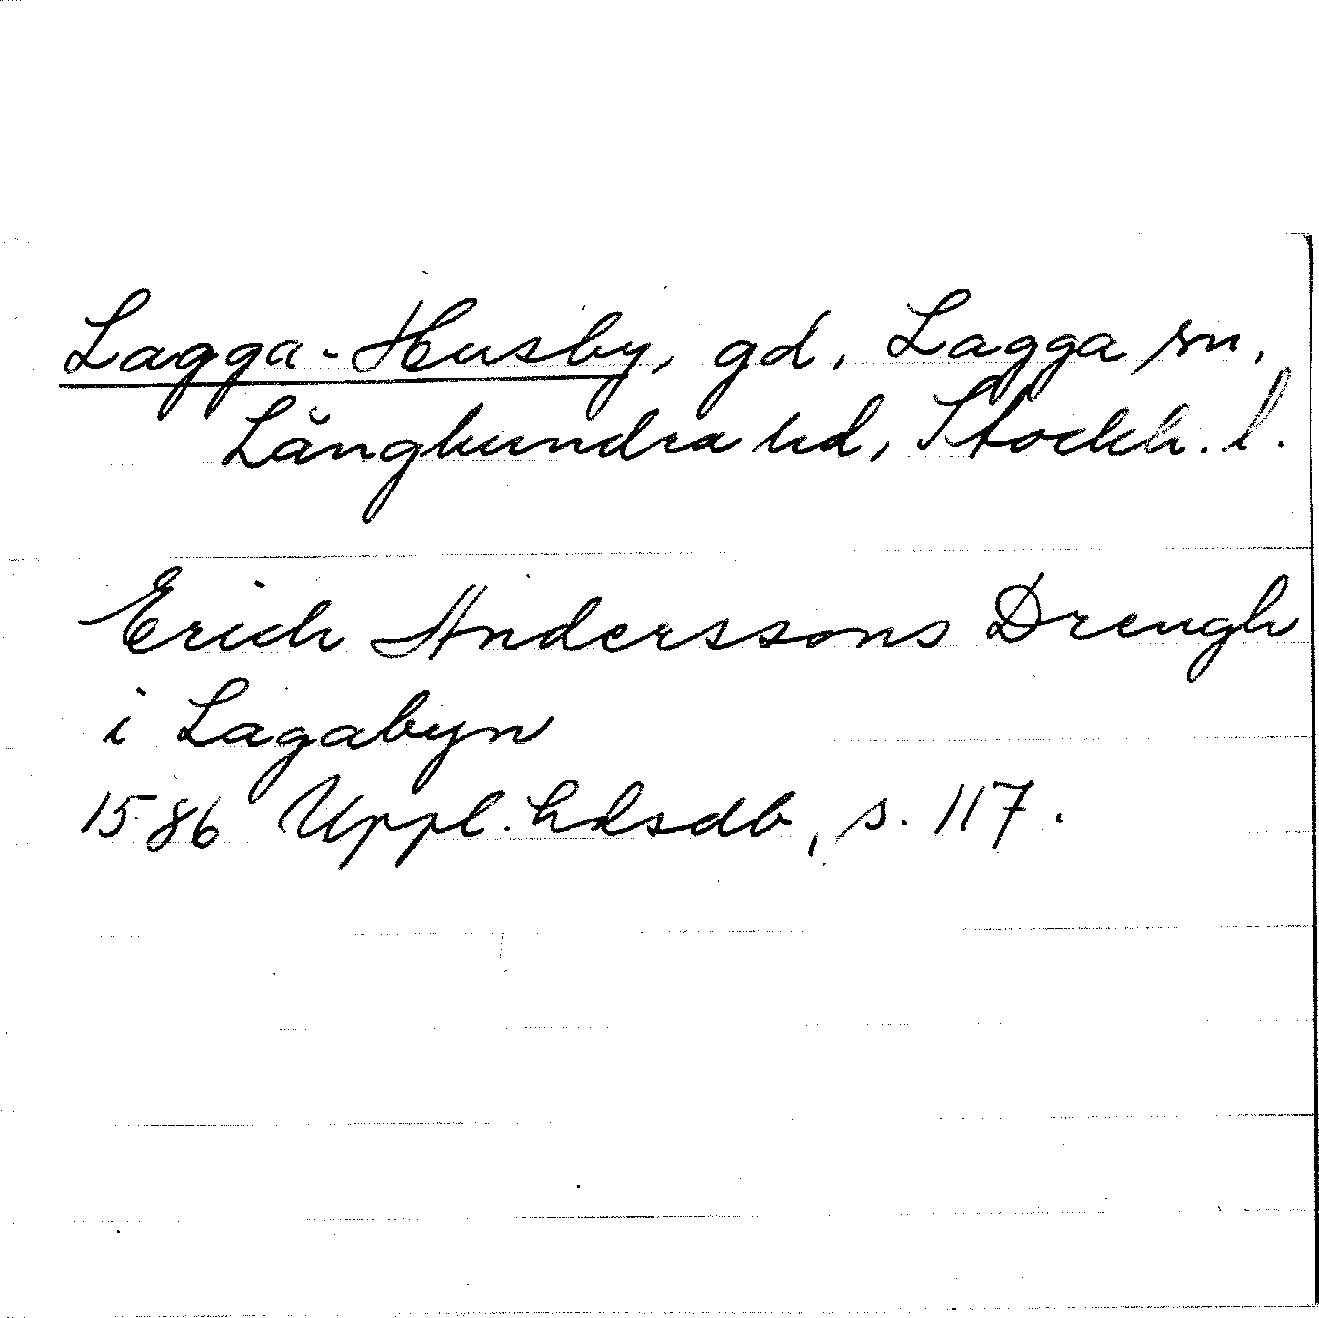 Lagga-Husby, gd, Lagga sn,
Långhundra hd, Stockh. l.
Erich Anderssons Drengh
i Lagabyn
1586 Uppl. hdsdb, s. 117.